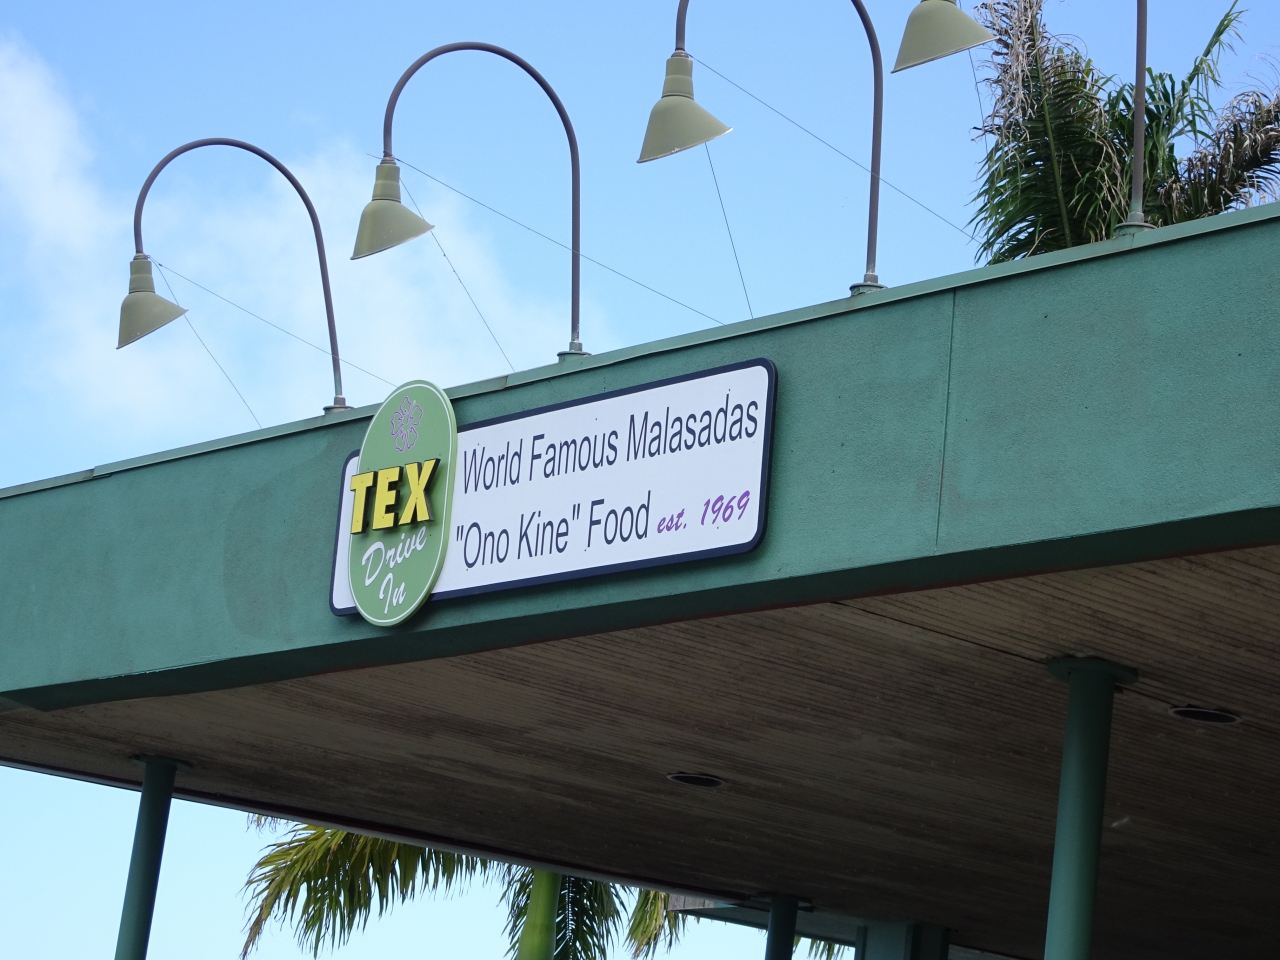 TEX
Drive
In
World Famous Malasadas
"Ono Kine" Food est. 1969